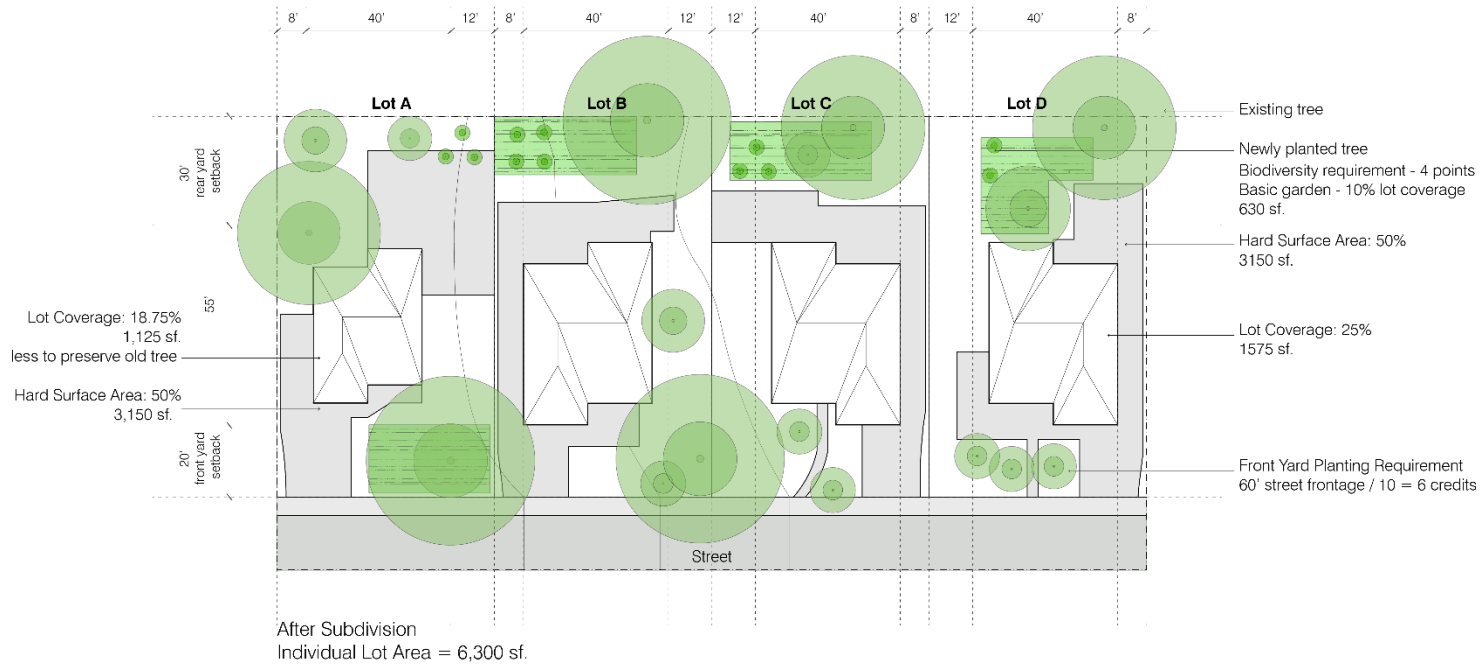 8' 40' 12' 8' 40' 12' 12' 40' 8' 12' 40' 8'
Lot A Lot B Lot C Lot D
30'
rear yard
setback
55'
20'
front yard
setback
Lot Coverage: 18.75%
1,125 sf.
less to preserve old tree
Hard Surface Area: 50%
3,150 sf.
Existing tree
Newly planted tree
Biodiversity requirement - 4 points
Basic garden - 10% lot coverage
630 sf.
Hard Surface Area: 50%
3150 sf.
Lot Coverage: 25%
1575 sf.
Front Yard Planting Requirement
60' street frontage / 10 = 6 credits
Street
After Subdivision
Individual Lot Area = 6,300 sf.